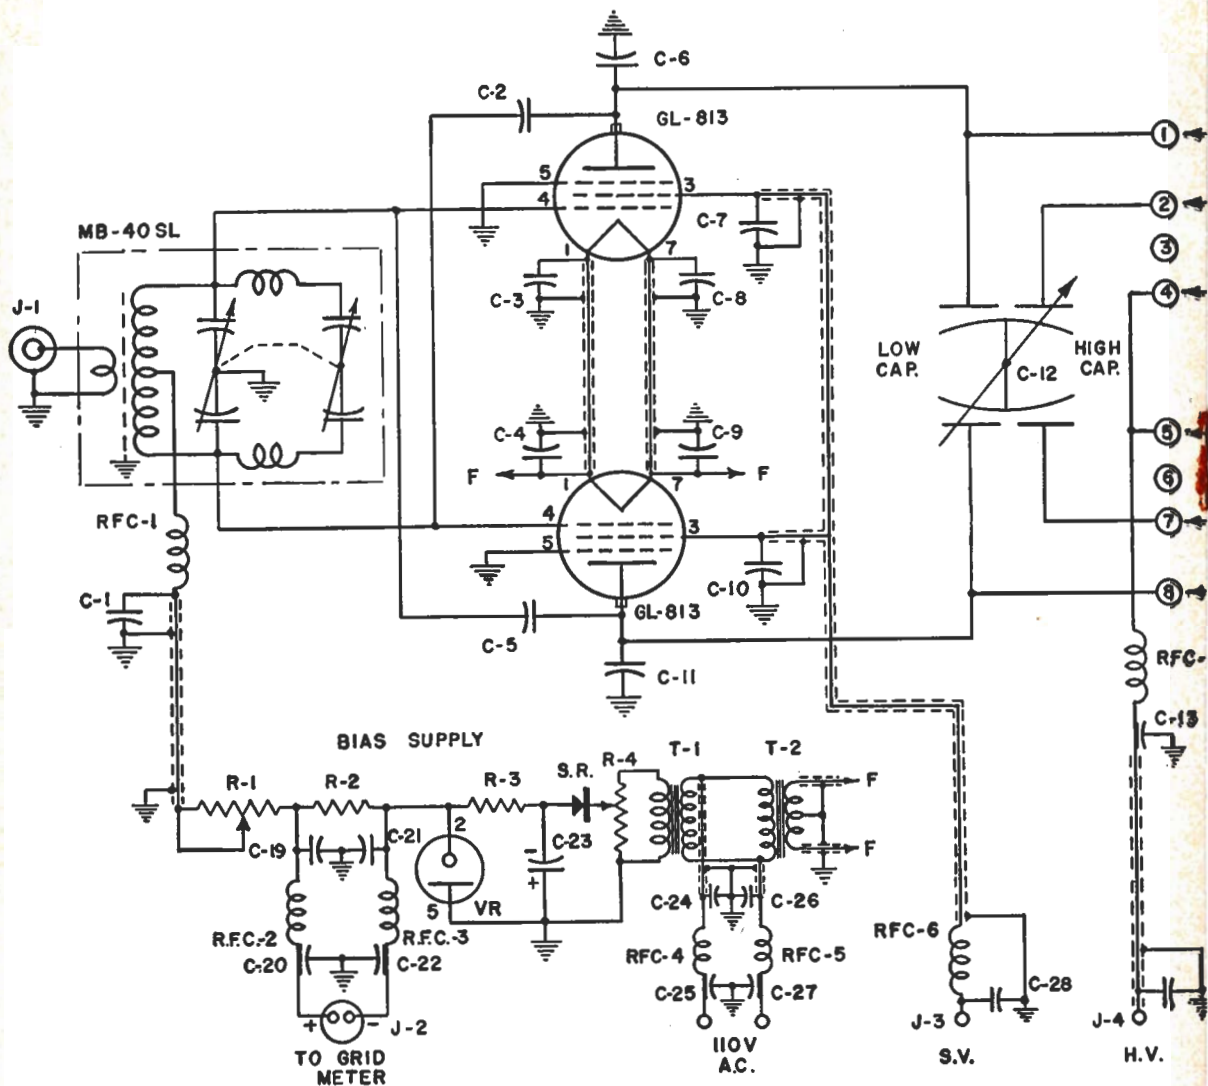 C-6
C-2
GL-813
1
5
3
4
2
C-7
MB-40SL
3
1
7
J-1
C-3
C-8
4
LOW
CAP.
HIGH
CAP.
C-12
C-4
C-9
5
F
F
1
7
6
RFC-1
4
3
7
5
C-10
8
C-1
GL-813
C-5
RFC-
C-11
C-13
BIAS SUPPLY
T-1
T-2
R-1
R-2
R-3
S.R.
R-4
F
2
C-19
C-21
C-23
-
+
F
5
VR
C-24
C-26
R.F.C.-2
R.F.C.-3
RFC-4
RFC-5
RFC-6
C-20
C-22
C-25
C-27
C-28
+
-
J-2
J-3
J-4
TO GRID
METER
110V
A.C.
S.V.
H.V.